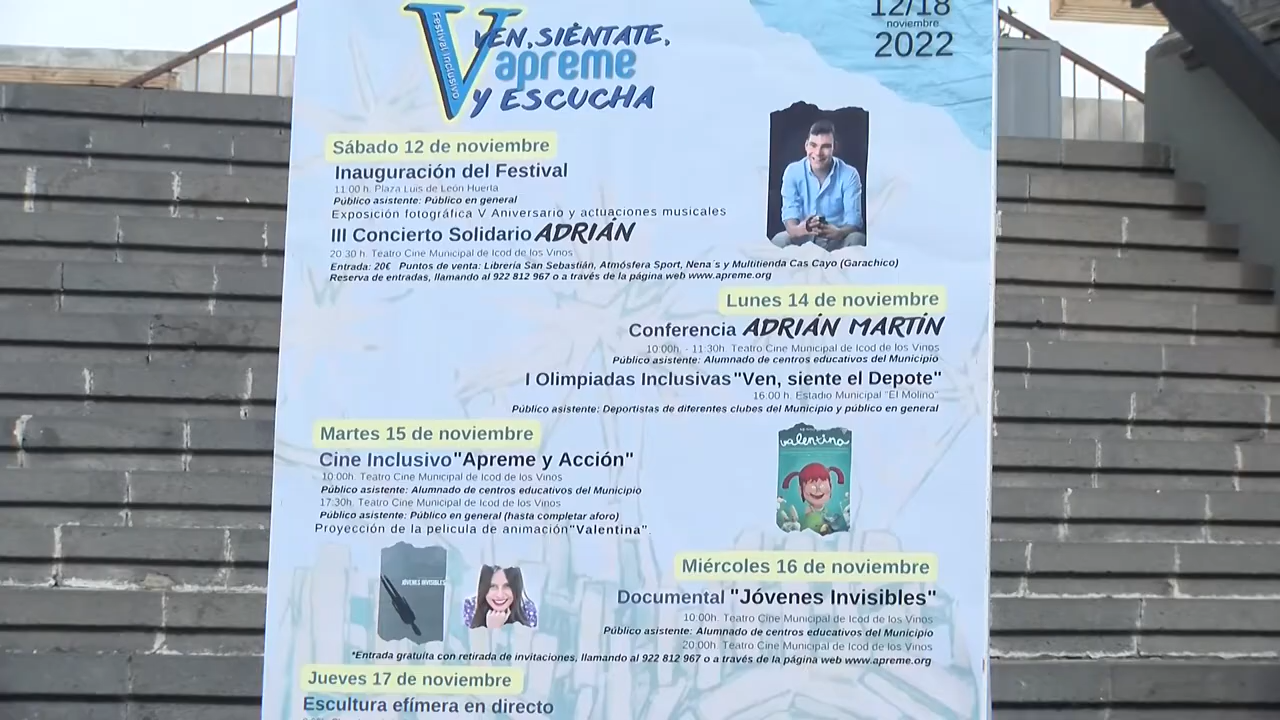 12/18
noviembre
2022
V
Festival Inclusivo
VEN, SIÉNTATE,
apreme
Y ESCUCHA
Sábado 12 de noviembre
Inauguración del Festival
11:00 h. Plaza Luis de León Huerta
Público asistente: Público en general
Exposición fotográfica V Aniversario y actuaciones musicales
III Concierto Solidario ADRIÁN
20:30 h. Teatro Cine Municipal de Icod de los Vinos
Entrada: 20€ Puntos de venta: Librería San Sebastián, Atmósfera Sport, Nena´s y Multitienda Cas Cayo (Garachico)
Reserva de entradas, llamando al 922 812 967 o a través de la página web www.apreme.org
Lunes 14 de noviembre
Conferencia ADRIÁN MARTÍN
10:00h. - 11:30h. Teatro Cine Municipal de Icod de los Vinos
Público asistente: Alumnado de centros educativos del Municipio
I Olimpiadas Inclusivas "Ven, siente el Depote"
16:00 h. Estadio Municipal "El Molino"
Público asistente: Deportistas de diferentes clubes del Municipio y público en general
Martes 15 de noviembre
Cine Inclusivo "Apreme y Acción"
10:00h. Teatro Cine Municipal de Icod de los Vinos
Público asistente: Alumnado de centros educativos del Municipio
17:30h. Teatro Cine Municipal de Icod de los Vinos
Público asistente: Público en general (hasta completar aforo)
Proyección de la pelicula de animación "Valentina".
valentina
JÓVENES INVISIBLES
Miércoles 16 de noviembre
Documental "Jóvenes Invisibles"
10:00h. Teatro Cine Municipal de Icod de los Vinos
Público asistente: Alumnado de centros educativos del Municipio
20:00h. Teatro Cine Municipal de Icod de los Vinos
*Entrada gratuita con retirada de invitaciones, llamando al 922 812 967 o a través de la página web www.apreme.org
Jueves 17 de noviembre
Escultura efímera en directo